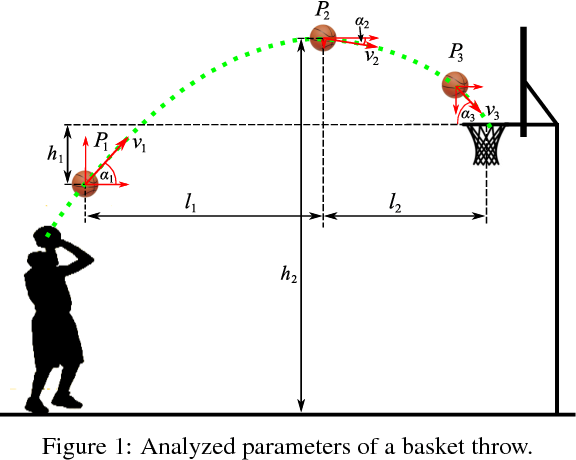 P2
α2
v2
P3
α3
v3
h1
P1
v1
α1
l1
l2
h2
Figure 1: Analyzed parameters of a basket throw.